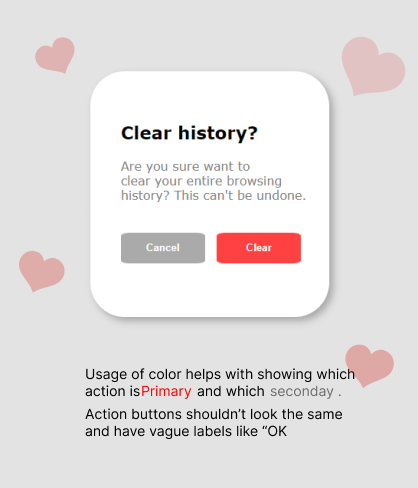 Clear history?
Are you sure want to
clear your entire browsing
history? This can't be undone.
Cancel Clear
Usage of color helps with showing which
action isPrimary and which seconday .
Action buttons shouldn’t look the same
and have vague labels like “OK